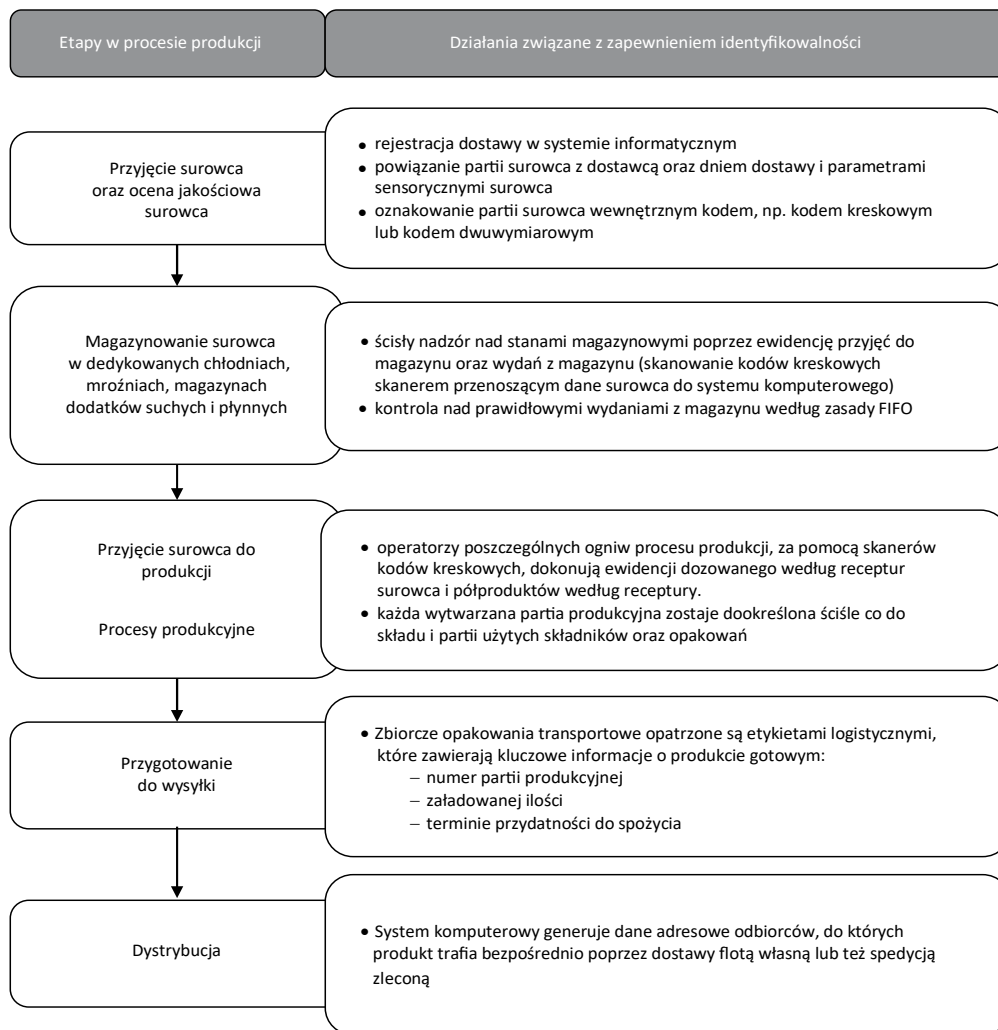 Etapy w procesie produkcji
Działania związane z zapewnieniem identyfikowalności
Przyjęcie surowca
oraz ocena jakościowa
surowca
• rejestracja dostawy w systemie informatycznym
• powiązanie partii surowca z dostawcą oraz dniem dostawy i parametrami
sensorycznymi surowca
• oznakowanie partii surowca wewnętrznym kodem, np. kodem kreskowym
lub kodem dwuwymiarowym
Magazynowanie surowca
w dedykowanych chłodniach,
mroźniach, magazynach
dodatków suchych i płynnych
• ścisły nadzór nad stanami magazynowymi poprzez ewidencję przyjęć do
magazynu oraz wydań z magazynu (skanowanie kodów kreskowych
skanerem przenoszącym dane surowca do systemu komputerowego)
• kontrola nad prawidłowymi wydaniami z magazynu według zasady FIFO
Przyjęcie surowca do
produkcji
Procesy produkcyjne
• operatorzy poszczególnych ogniw procesu produkcji, za pomocą skanerów
kodów kreskowych, dokonują ewidencji dozowanego według receptur
surowca i półproduktów według receptury.
• każda wytwarzana partia produkcyjna zostaje dookreślona ściśle co do
składu i partii użytych składników oraz opakowań
Przygotowanie
do wysyłki
• Zbiorcze opakowania transportowe opatrzone są etykietami logistycznymi,
które zawierają kluczowe informacje o produkcie gotowym:
– numer partii produkcyjnej
– załadowanej ilości
– terminie przydatności do spożycia
Dystrybucja
• System komputerowy generuje dane adresowe odbiorców, do których
produkt trafia bezpośrednio poprzez dostawy flotą własną lub też spedycją
zleconą